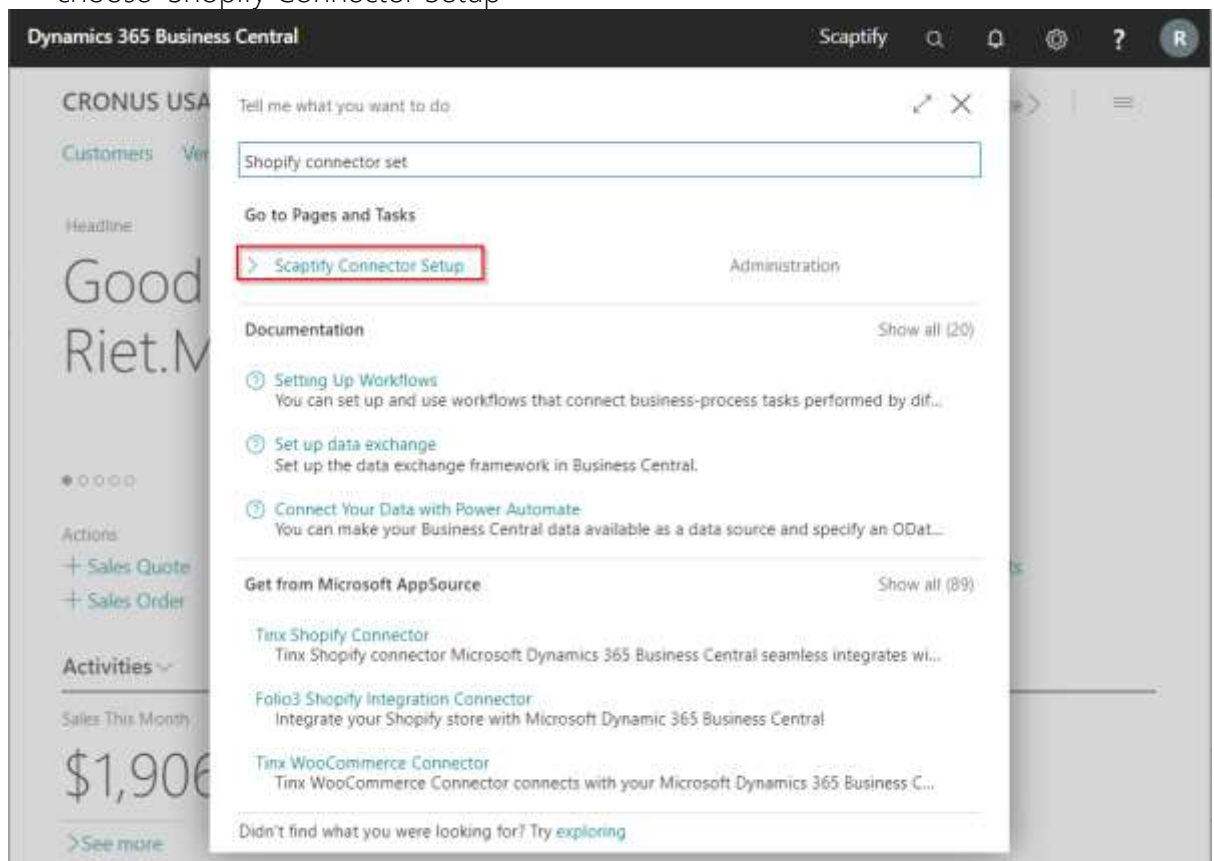 choose 'Shopify Connector Setup'
Dynamics 365 Business Central
Scaptify
?
R
CRONUS USA
Tell me what you want to do
Customers
Shopify connector set
Go to Pages and Tasks
Headline
> Scaptify Connector Setup
Administration
Good
Riet.M
Documentation
Show all (20)
Setting Up Workflows
You can set up and use workflows that connect business-process tasks performed by dif...
Set up data exchange
Set up the data exchange framework in Business Central.
Connect Your Data with Power Automate
You can make your Business Central data available as a data source and specify an ODat...
Actions
+ Sales Quote
+ Sales Order
Get from Microsoft AppSource
Show all (89)
Tinx Shopify Connector
Tinx Shopify connector Microsoft Dynamics 365 Business Central seamless integrates wi...
Activities
Folio3 Shopify Integration Connector
Integrate your Shopify store with Microsoft Dynamic 365 Business Central
Sales This Month
$1,906
Tinx WooCommerce Connector
Tinx WooCommerce Connector connects with your Microsoft Dynamics 365 Business C...
Didn't find what you were looking for? Try exploring
>See more